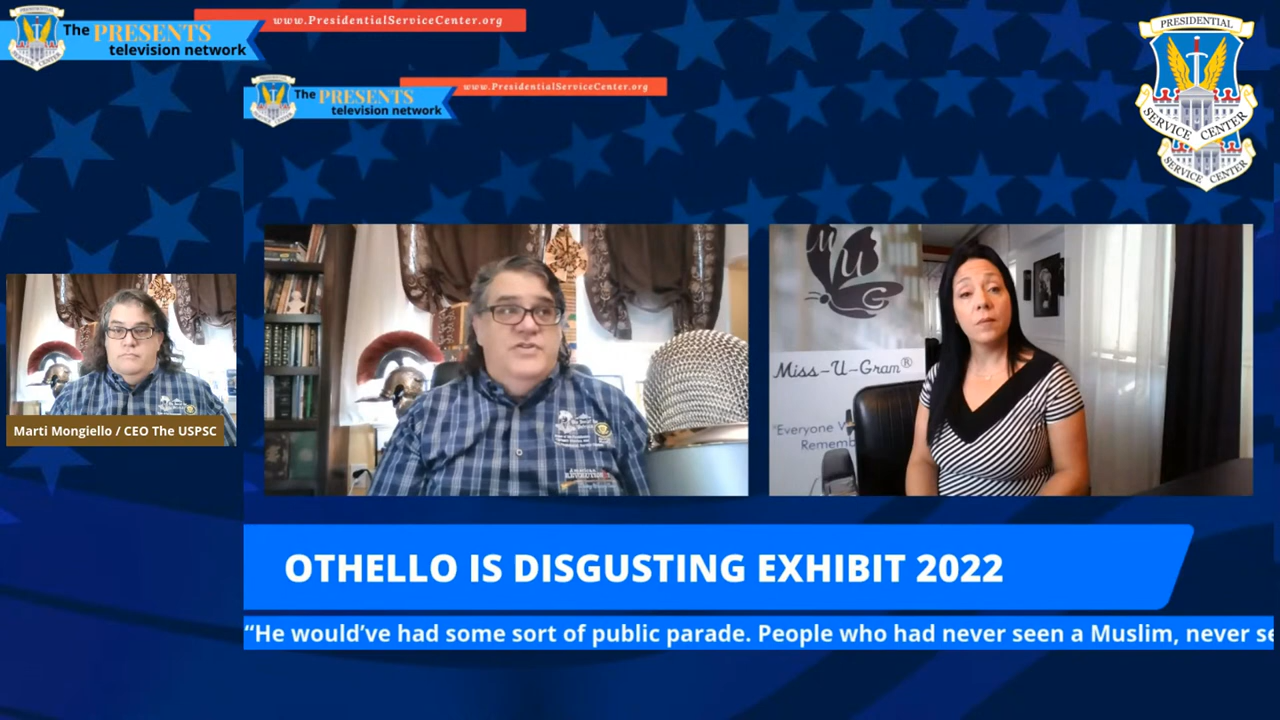 The PRESENTS
television network
www.PresidentialServiceCenter.org
PRESIDENTIAL
SERVICE CENTER
SERVICE CENTER
The PRESENTS
television network
www.PresidentialServiceCenter.org
Miss-U-Gram®
"Everyone W
Rememb
Marti Mongiello / CEO The USPSC
OTHELLO IS DISGUSTING EXHIBIT 2022
“He would’ve had some sort of public parade. People who had never seen a Muslim, never se